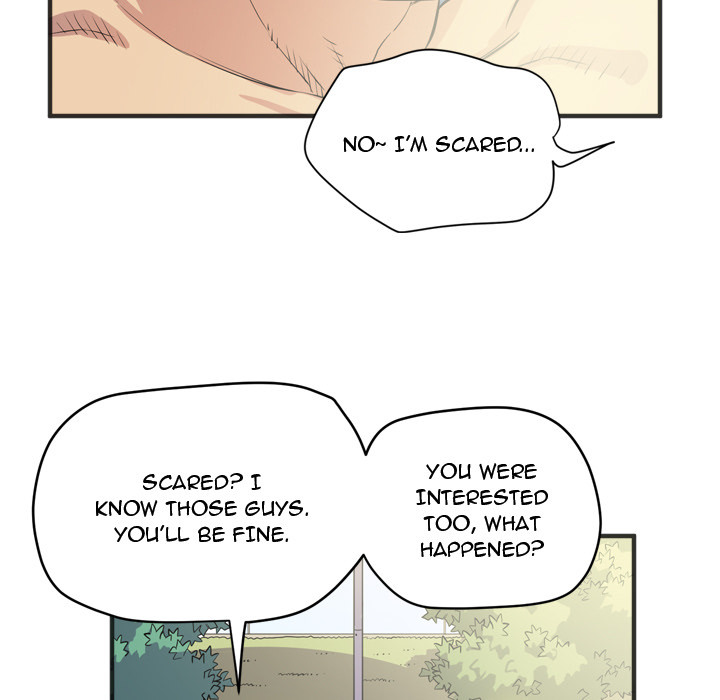 NO~ I'M SCARED...
SCARED? I
KNOW THOSE GUYS.
YOU'LL BE FINE.
YOU WERE
INTERESTED
TOO, WHAT
HAPPENED?